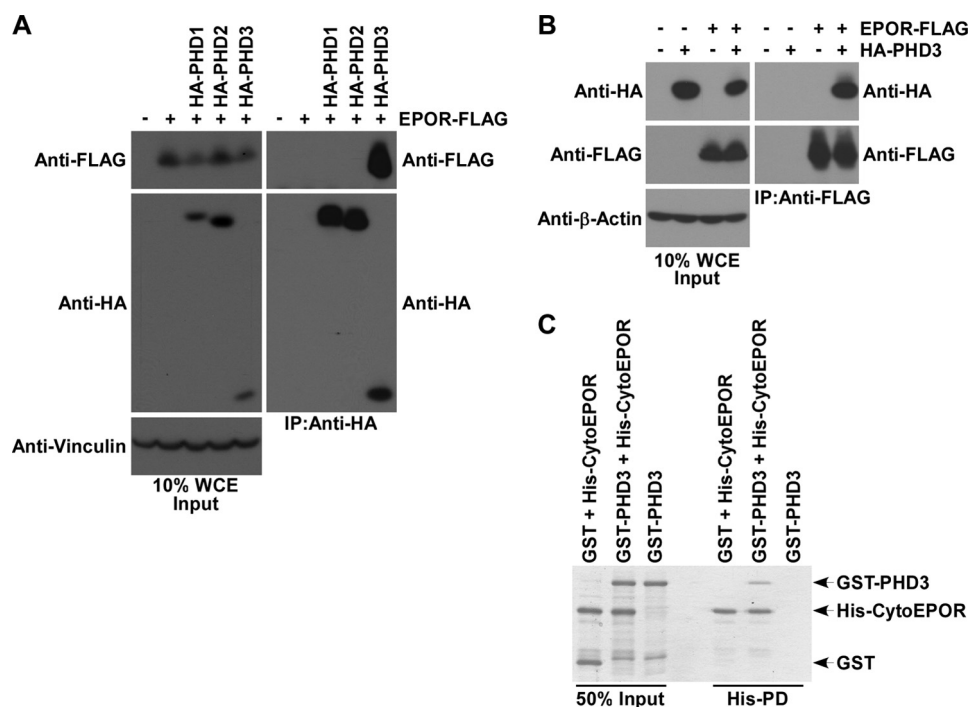 A
HA-PHD1
HA-PHD2
HA-PHD3
HA-PHD1
HA-PHD2
HA-PHD3
- + + + + - + + + + EPOR-FLAG
Anti-FLAG
Anti-FLAG
Anti-HA
Anti-HA
IP:Anti-HA
Anti-Vinculin
10% WCE
Input
B
- - + + - - + + EPOR-FLAG
- + - + - + - + HA-PHD3
Anti-HA
Anti-HA
Anti-FLAG
Anti-FLAG
IP:Anti-FLAG
Anti-β-Actin
10% WCE
Input
C
GST + His-CytoEPOR
GST-PHD3 + His-CytoEPOR
GST-PHD3
GST + His-CytoEPOR
GST-PHD3 + His-CytoEPOR
GST-PHD3
GST-PHD3
His-CytoEPOR
GST
50% Input
His-PD